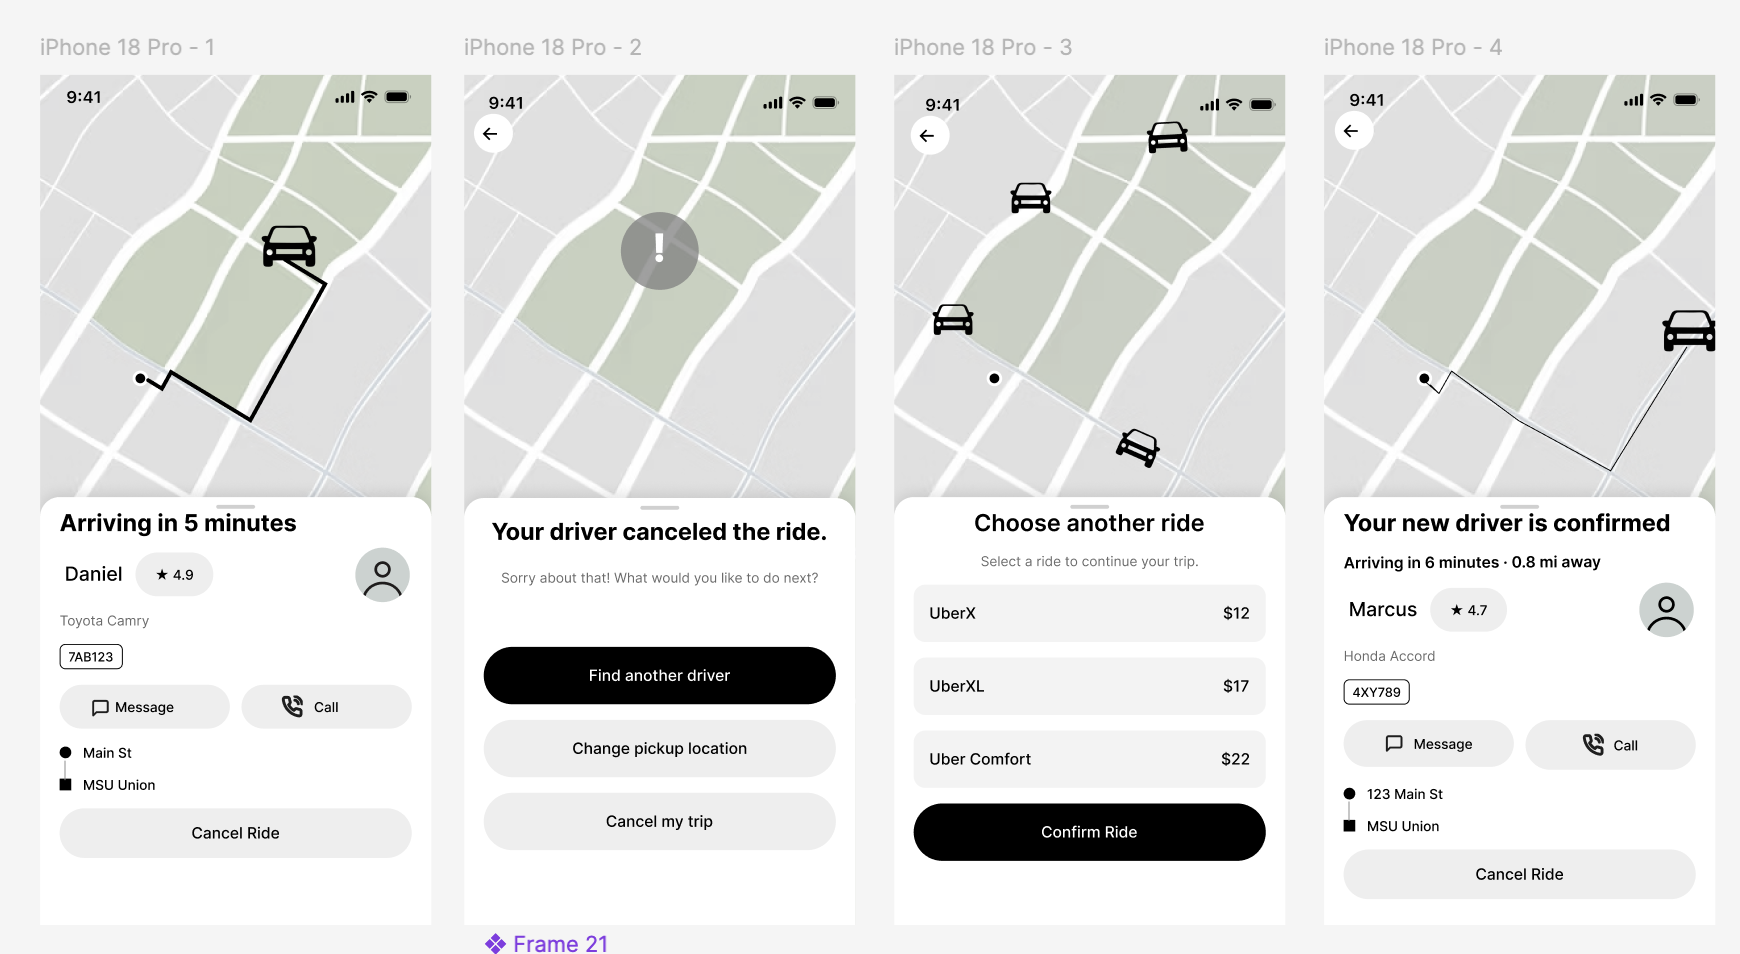 iPhone 18 Pro - 1
9:41
Arriving in 5 minutes
Daniel
★ 4.9
Toyota Camry
7AB123
Message
Call
Main St
MSU Union
Cancel Ride
iPhone 18 Pro - 2
9:41
!
Your driver canceled the ride.
Sorry about that! What would you like to do next?
Find another driver
Change pickup location
Cancel my trip
Frame 21
iPhone 18 Pro - 3
9:41
Choose another ride
Select a ride to continue your trip.
UberX $12
UberXL $17
Uber Comfort $22
Confirm Ride
iPhone 18 Pro - 4
9:41
Your new driver is confirmed
Arriving in 6 minutes · 0.8 mi away
Marcus
★ 4.7
Honda Accord
4XY789
Message
Call
123 Main St
MSU Union
Cancel Ride